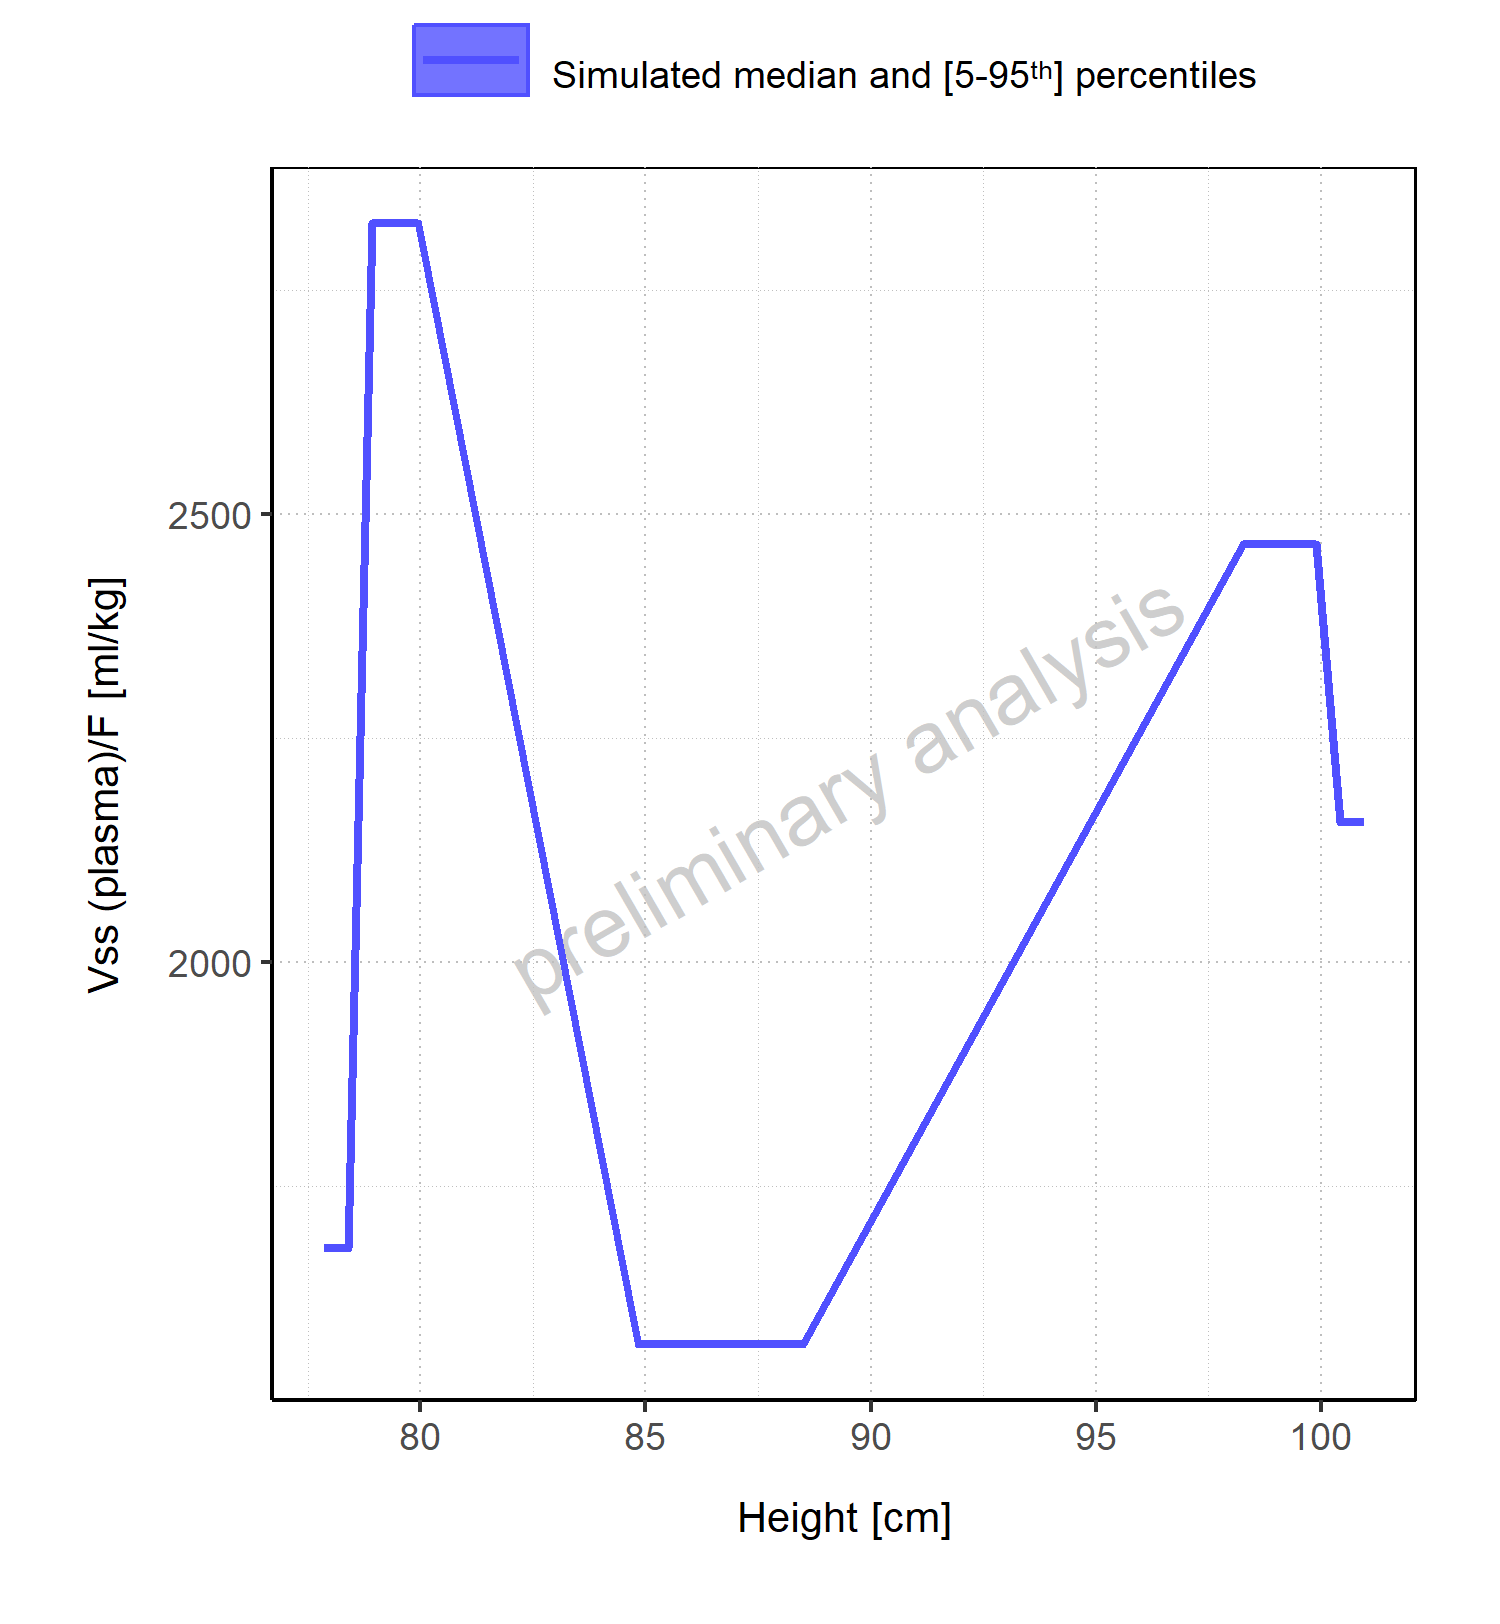 Simulated median and [5-95th] percentiles
Vss (plasma)/F [ml/kg]
2500
2000
preliminary analysis
80 85 90 95 100
Height [cm]